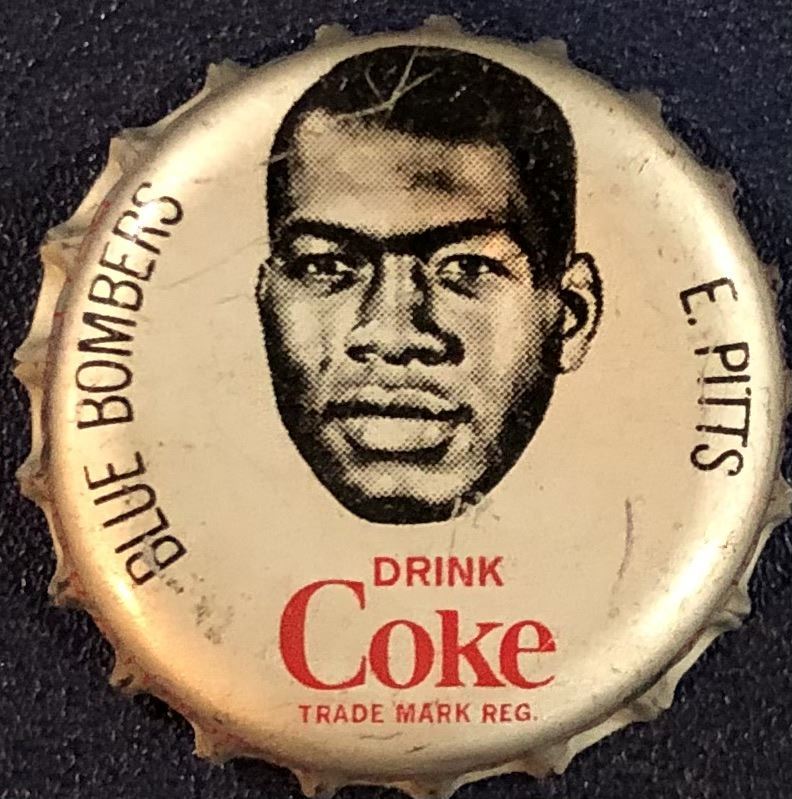 BLUE BOMBERS
E. PITTS
DRINK
Coke
TRADE MARK REG.